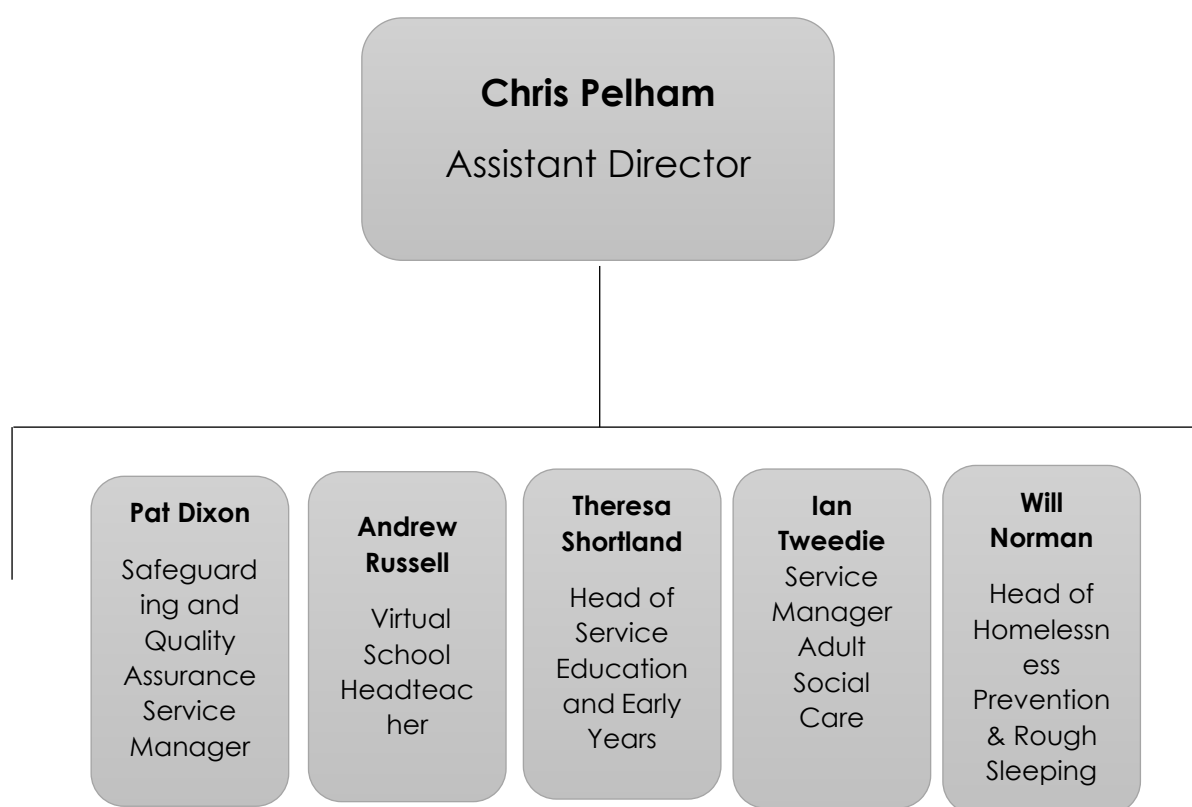 Chris Pelham
Assistant Director
Pat Dixon
Safeguard
ing and
Quality
Assurance
Service
Manager
Andrew
Russell
Virtual
School
Headteac
her
Theresa
Shortland
Head of
Service
Education
and Early
Years
Ian
Tweedie
Service
Manager
Adult
Social
Care
Will
Norman
Head of
Homelessn
ess
Prevention
& Rough
Sleeping